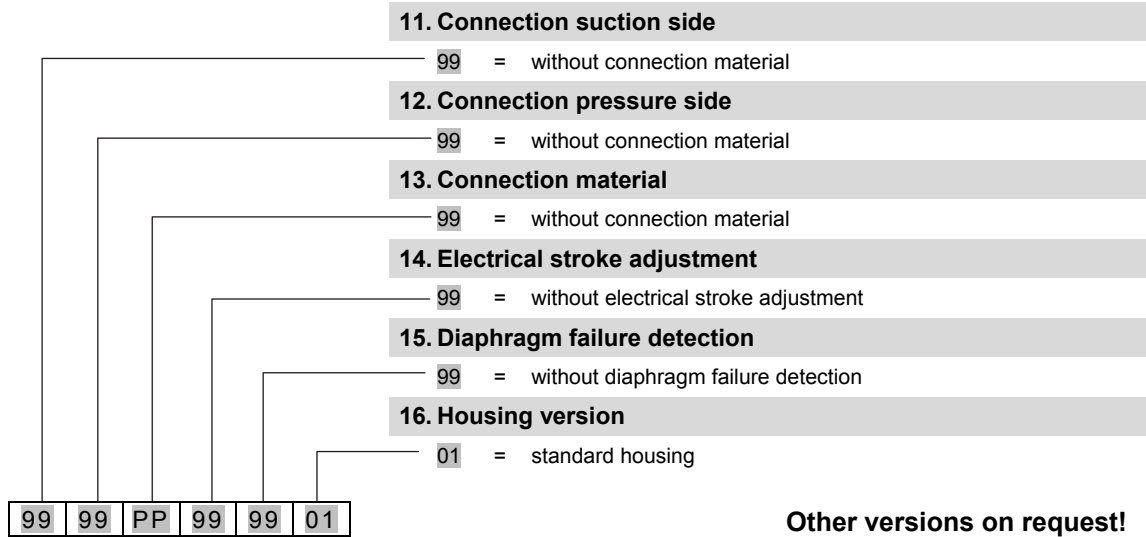 11. Connection suction side
99 = without connection material
12. Connection pressure side
99 = without connection material
13. Connection material
99 = without connection material
14. Electrical stroke adjustment
99 = without electrical stroke adjustment
15. Diaphragm failure detection
99 = without diaphragm failure detection
16. Housing version
01 = standard housing
99 99 PP 99 99 01
Other versions on request!